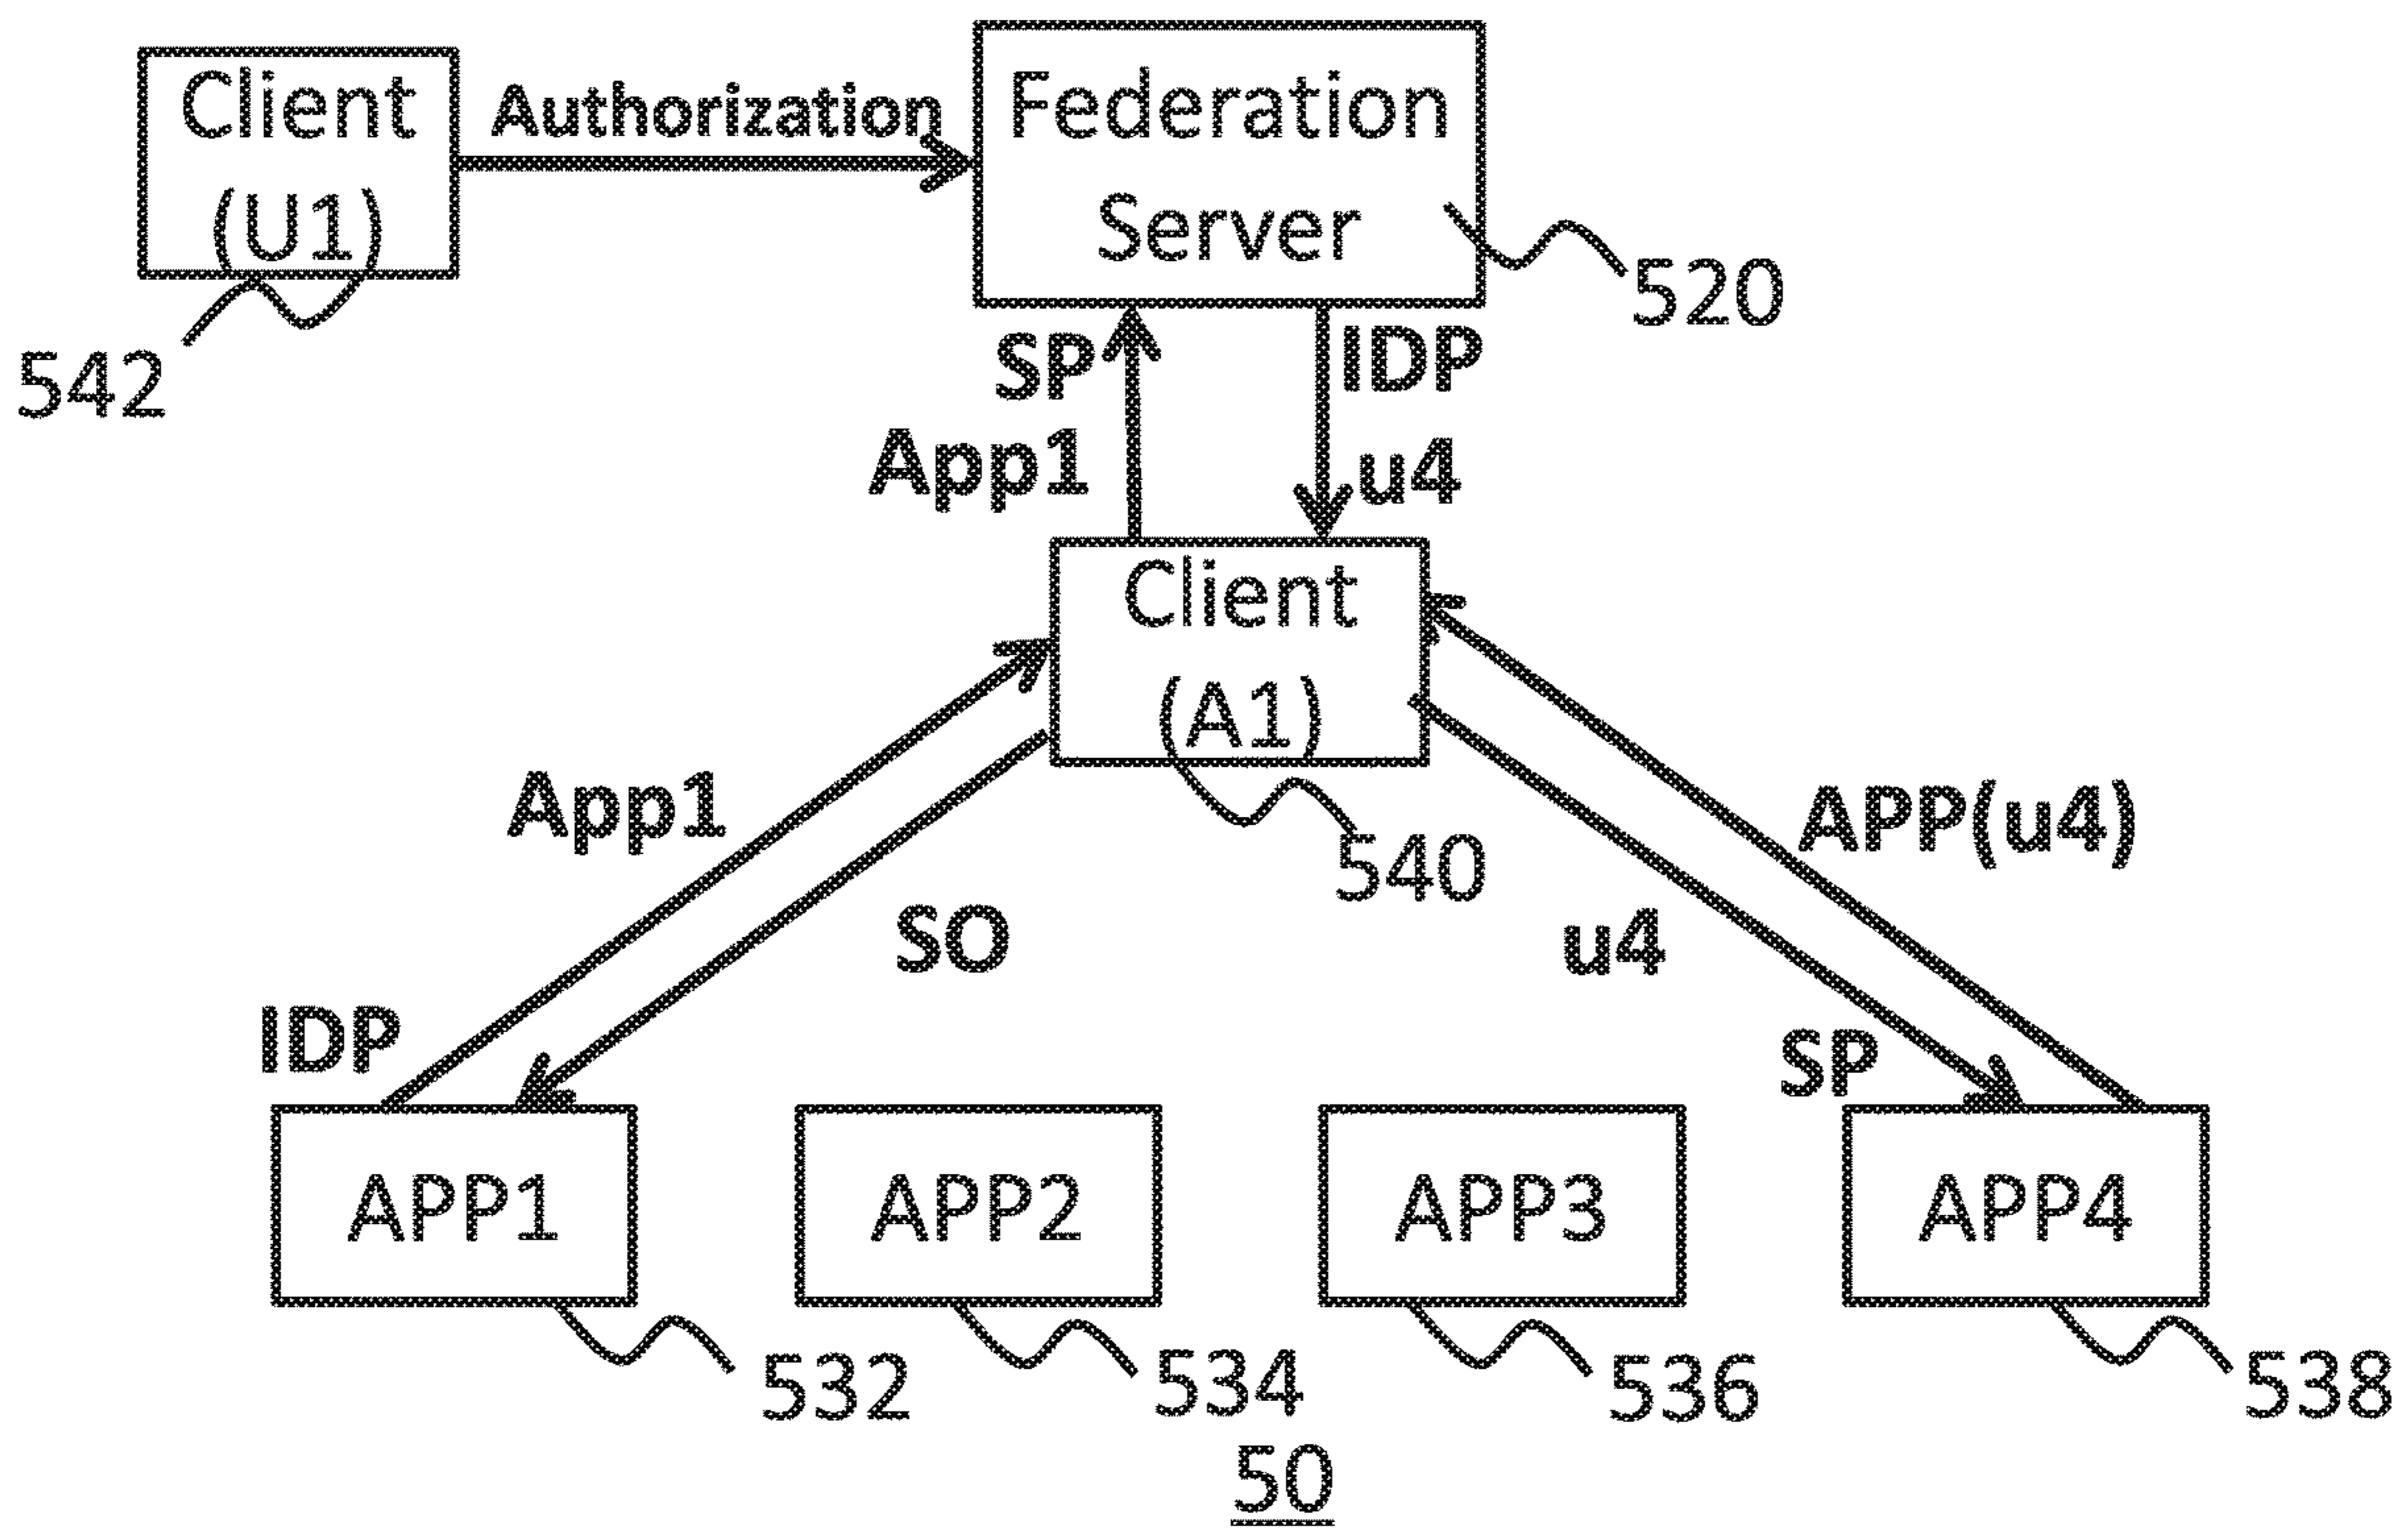 Client
(U1)
Authorization
Federation
Server
520
542
SP
IDP
App1
u4
Client
(A1)
540
App1
SO
APP(u4)
u4
IDP
SP
APP1
APP2
APP3
APP4
532
534
536
538
50